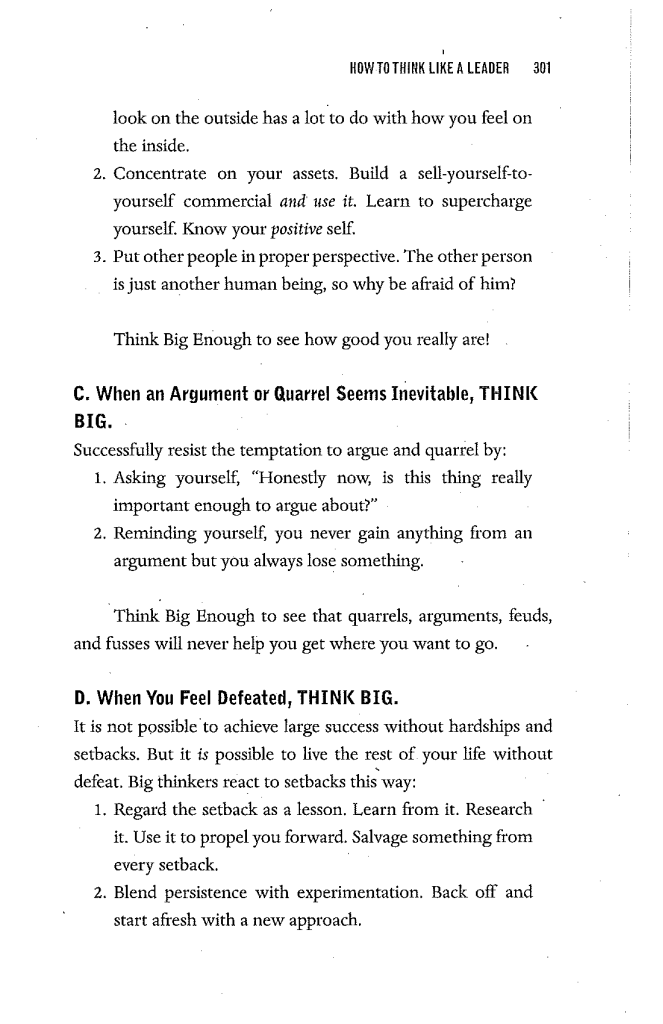 HOW TO THINK LIKE A LEADER 301
look on the outside has a lot to do with how you feel on
the inside.
2. Concentrate on your assets. Build a sell-yourself-to-
yourself commercial and use it. Learn to supercharge
yourself. Know your positive self.
3. Put other people in proper perspective. The other person
is just another human being, so why be afraid of him?
Think Big Enough to see how good you really are!
C. When an Argument or Quarrel Seems Inevitable, THINK
BIG.
Successfully resist the temptation to argue and quarrel by:
1. Asking yourself, “Honestly now, is this thing really
important enough to argue about?”
2. Reminding yourself, you never gain anything from an
argument but you always lose something.
Think Big Enough to see that quarrels, arguments, feuds,
and fusses will never help you get where you want to go.
D. When You Feel Defeated, THINK BIG.
It is not possible to achieve large success without hardships and
setbacks. But it is possible to live the rest of your life without
defeat. Big thinkers react to setbacks this way:
1. Regard the setback as a lesson. Learn from it. Research
it. Use it to propel you forward. Salvage something from
every setback.
2. Blend persistence with experimentation. Back off and
start afresh with a new approach.